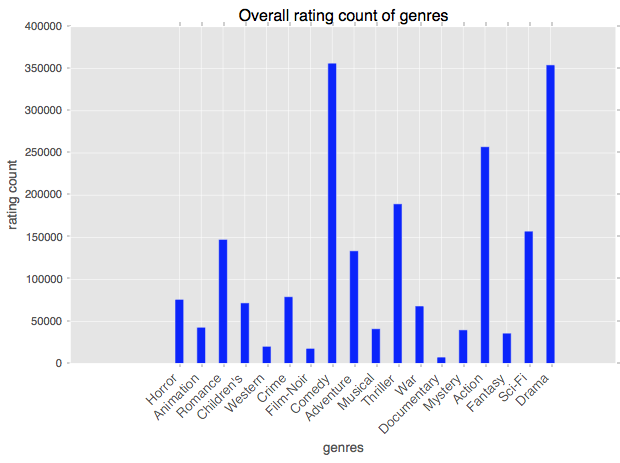 Overall rating count of genres
400000
350000
300000
250000
200000
150000
100000
50000
0
rating count
Horror
Animation
Romance
Children's
Western
Crime
Film-Noir
Comedy
Adventure
Musical
Thriller
War
Documentary
Mystery
Action
Fantasy
Sci-Fi
Drama
genres